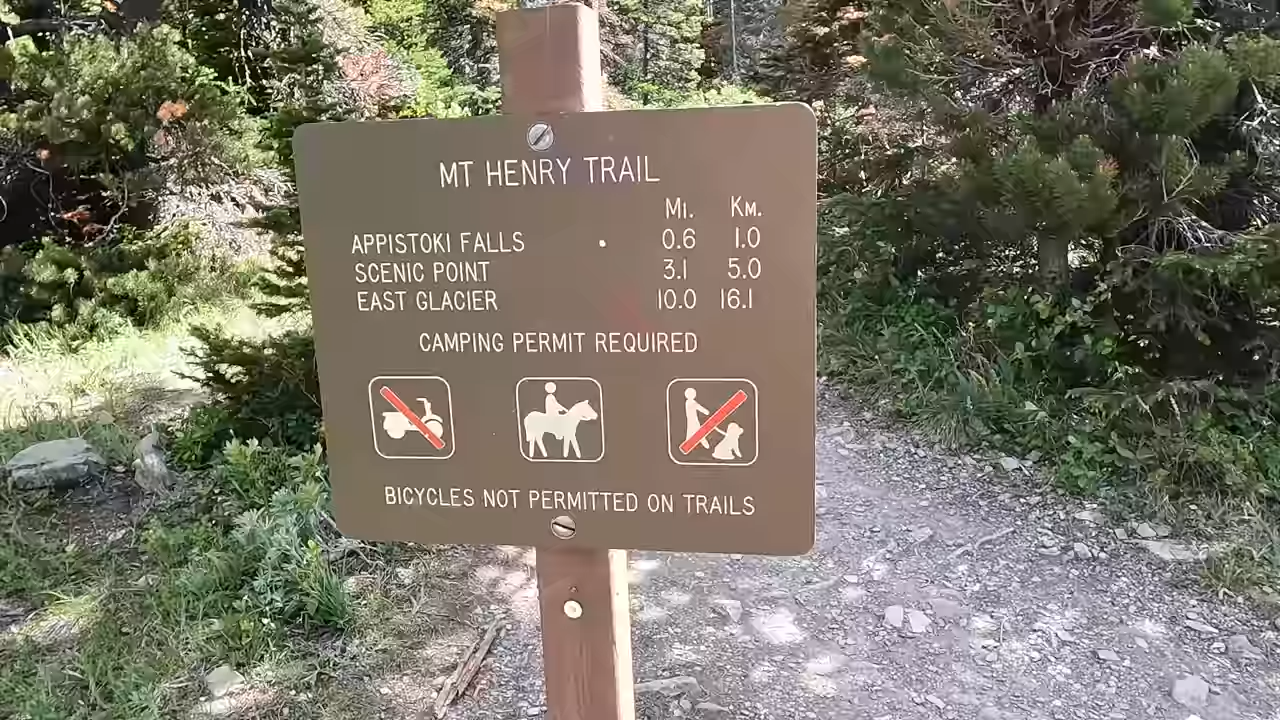 MT HENRY TRAIL
MI. KM.
APPISTOKI FALLS 0.6 1.0
SCENIC POINT 3.1 5.0
EAST GLACIER 10.0 16.1
CAMPING PERMIT REQUIRED
BICYCLES NOT PERMITTED ON TRAILS